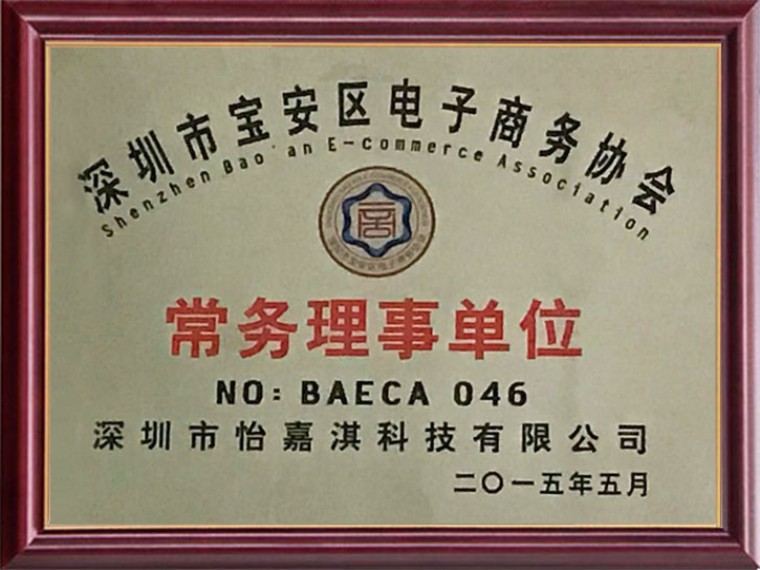 深圳市宝安区电子商务协会
Shenzhen Bao'an E-commerce Association
常务理事单位
NO: BAECA 046
深圳市怡嘉淇科技有限公司
二〇一五年五月